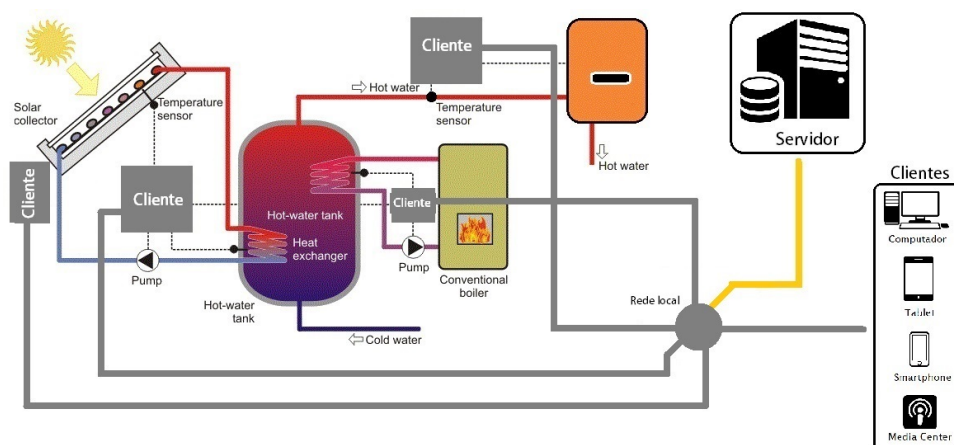 Solar
collector
Temperature
sensor
Cliente
Cliente
Pump
Hot-water tank
Heat
exchanger
Hot-water
tank
Cold water
Hot water
Cliente
Temperature
sensor
Hot water
Cliente
Pump
Conventional
boiler
Rede local
Servidor
Clientes
Computador
Tablet
Smartphone
Media Center